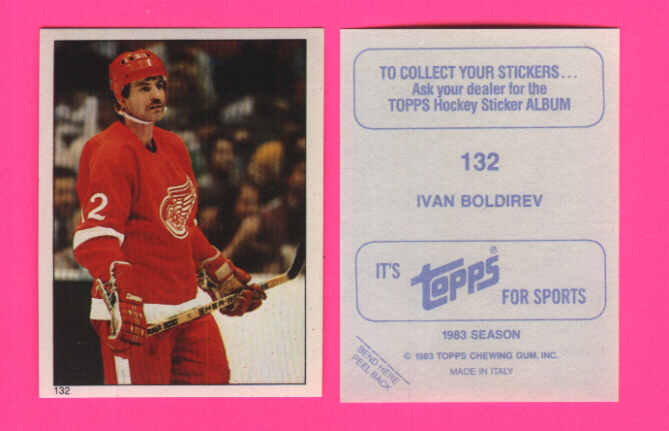 2
132
TO COLLECT YOUR STICKERS...
Ask your dealer for the
TOPPS Hockey Sticker ALBUM
132
IVAN BOLDIREV
IT'S topps® FOR SPORTS
1983 SEASON
© 1983 TOPPS CHEWING GUM, INC.
MADE IN ITALY
BEND HERE
PEEL BACK